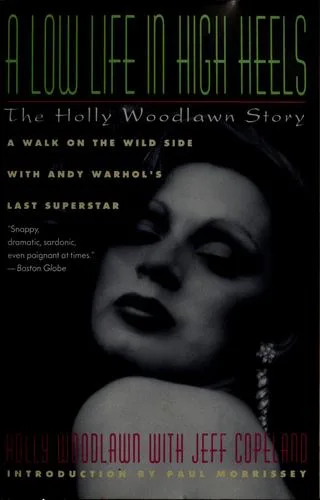 A LOW LIFE IN HIGH HEELS
The Holly Woodlawn Story
A WALK ON THE WILD SIDE
WITH ANDY WARHOL'S
LAST SUPERSTAR
"Snappy,
dramatic, sardonic,
even poignant at times."
— Boston Globe
HOLLY WOODLAWN WITH JEFF COPELAND
INTRODUCTION BY PAUL MORRISSEY